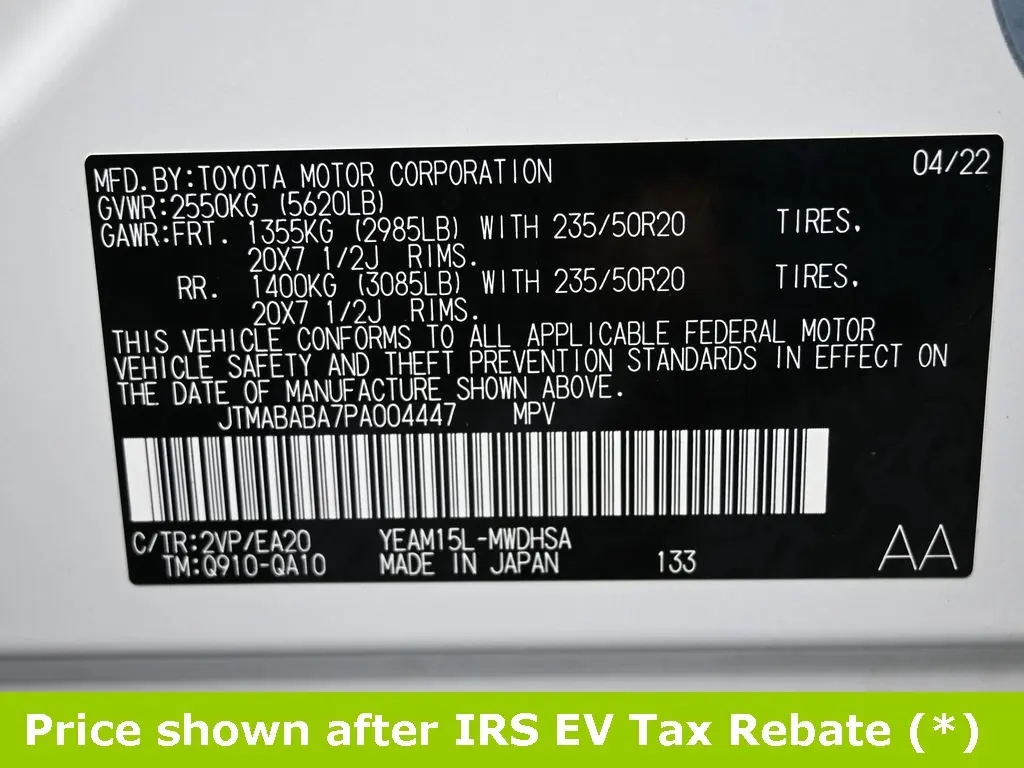 MFD.BY:TOYOTA MOTOR CORPORATION 04/22
GVWR:2550KG (5620LB)
GAWR:FRT. 1355KG (2985LB) WITH 235/50R20 TIRES.
20X7 1/2J RIMS.
RR. 1400KG (3085LB) WITH 235/50R20 TIRES.
20X7 1/2J RIMS.
THIS VEHICLE CONFORMS TO ALL APPLICABLE FEDERAL MOTOR
VEHICLE SAFETY AND THEFT PREVENTION STANDARDS IN EFFECT ON
THE DATE OF MANUFACTURE SHOWN ABOVE.
JTMABABA7PA004447 MPV
C/TR:2VP/EA20 YEAM15L-MWDHSA
TM:Q910-QA10 MADE IN JAPAN 133 AA
Price shown after IRS EV Tax Rebate (*)